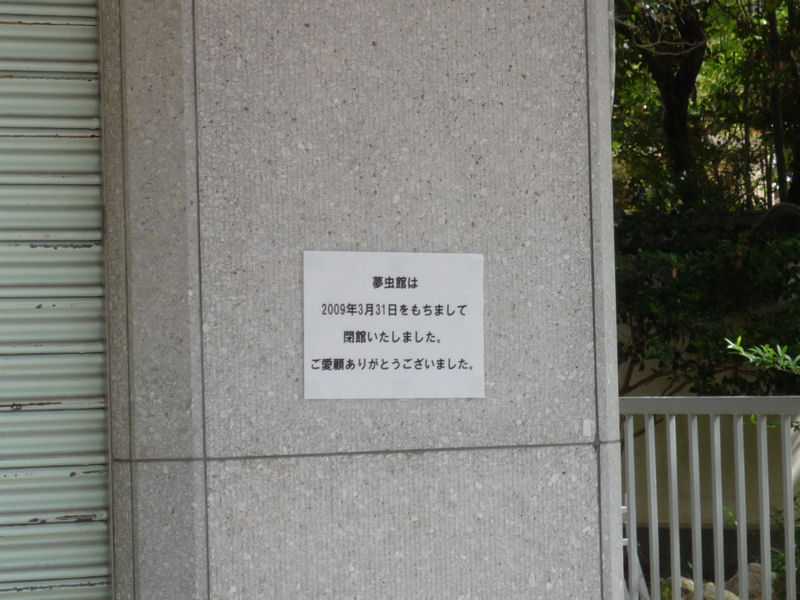 夢虫館は
2009年3月31日をもちまして
閉館いたしました。
ご愛顧ありがとうございました。